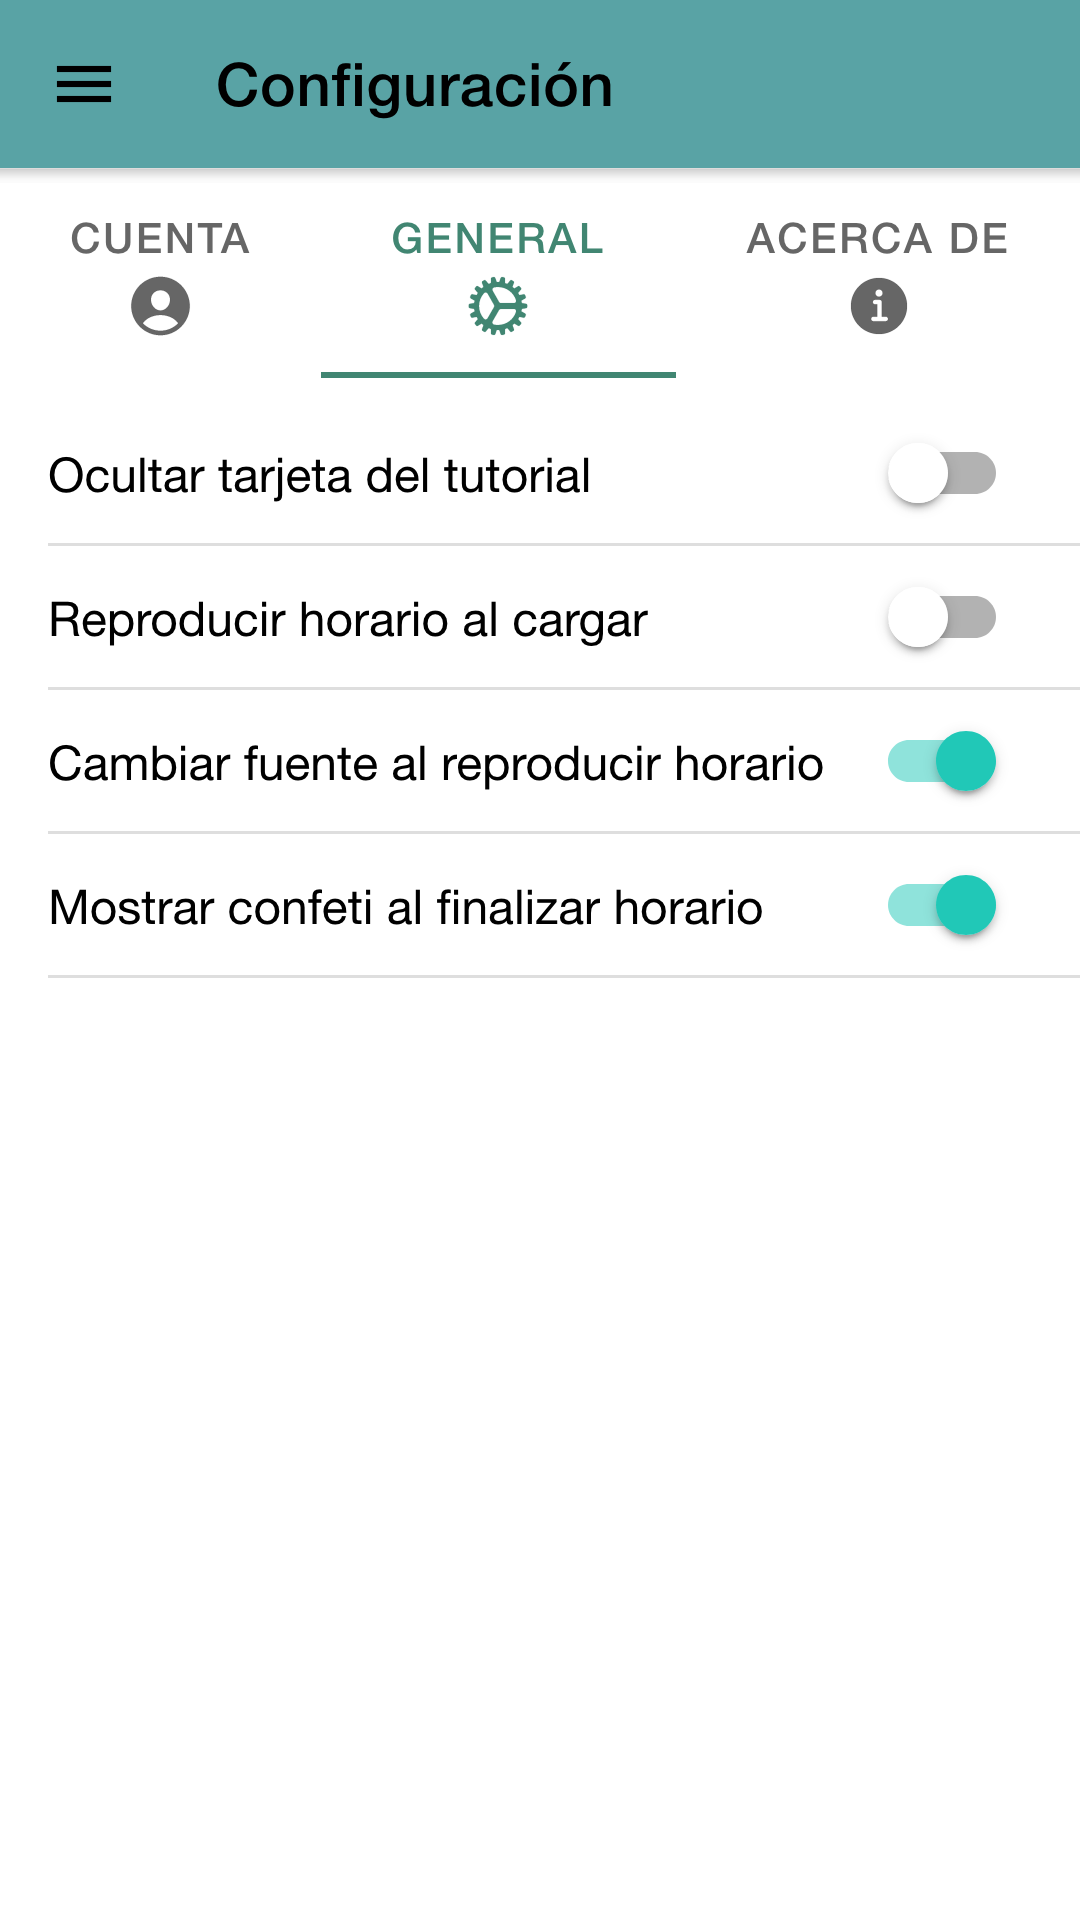 Configuración
CUENTA GENERAL ACERCA DE
Ocultar tarjeta del tutorial
Reproducir horario al cargar
Cambiar fuente al reproducir horario
Mostrar confeti al finalizar horario